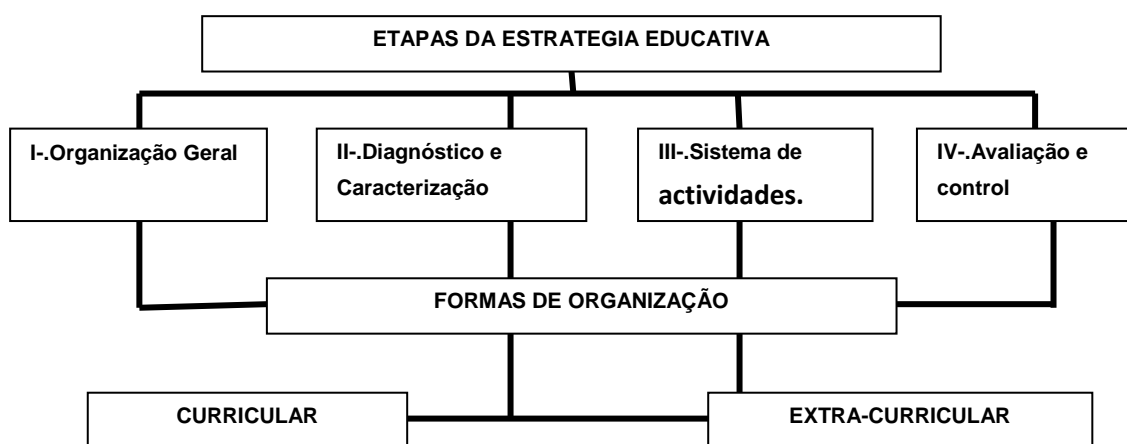 ETAPAS DA ESTRATEGIA EDUCATIVA
I-.Organização Geral
II-.Diagnóstico e
Caracterização
III-.Sistema de
actividades.
IV-.Avaliação e
control
FORMAS DE ORGANIZAÇÃO
CURRICULAR
EXTRA-CURRICULAR